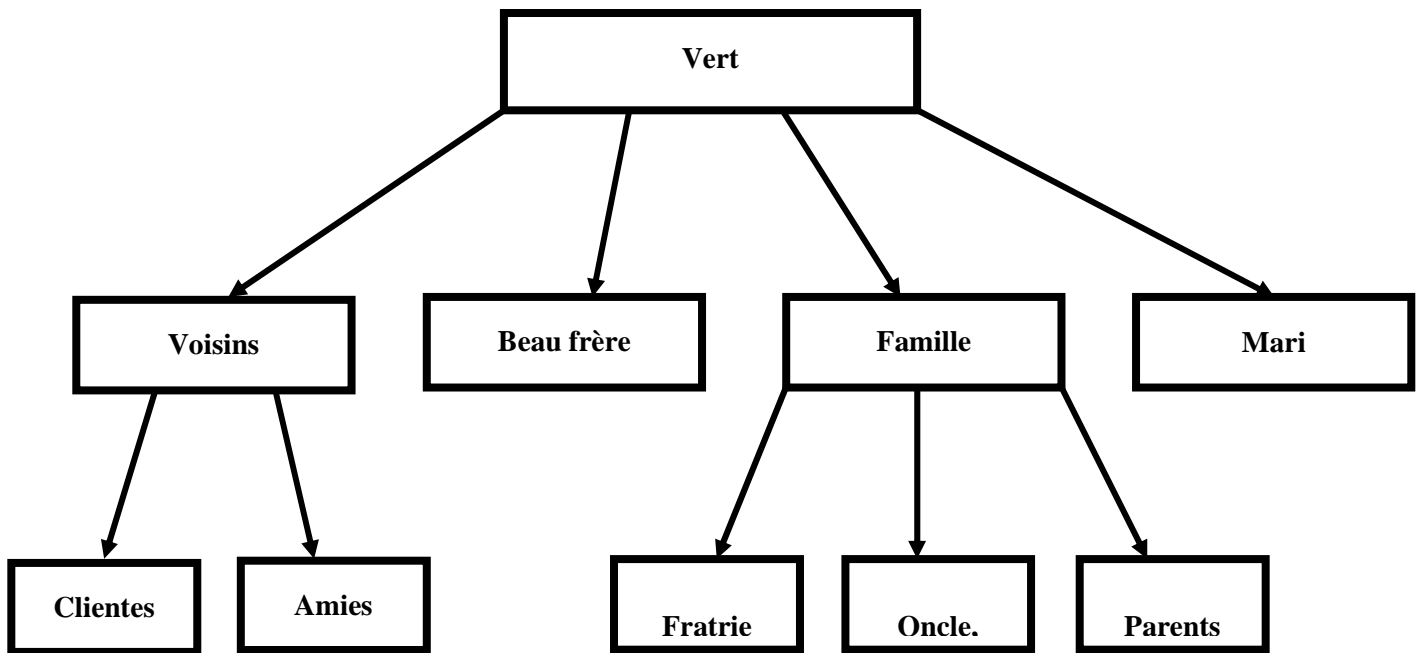 Vert
Voisins
Beau frère
Famille
Mari
Clientes
Amies
Fratrie
Oncle.
Parents